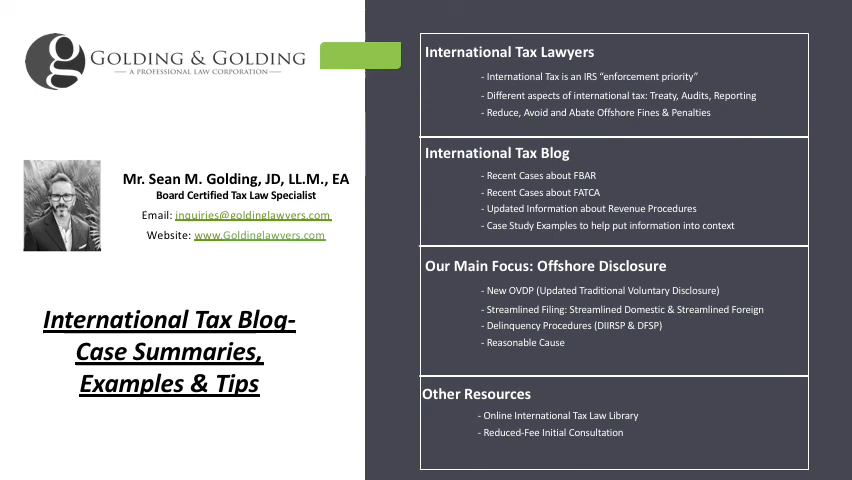 GOLDING & GOLDING
A PROFESSIONAL LAW CORPORATION
Mr. Sean M. Golding, JD, LL.M., EA
Board Certified Tax Law Specialist
Email: inquiries@goldinglawyers.com
Website: www.Goldinglawyers.com
International Tax Blog-
Case Summaries,
Examples & Tips
International Tax Lawyers
- International Tax is an IRS “enforcement priority”
- Different aspects of international tax: Treaty, Audits, Reporting
- Reduce, Avoid and Abate Offshore Fines & Penalties
International Tax Blog
- Recent Cases about FBAR
- Recent Cases about FATCA
- Updated Information about Revenue Procedures
- Case Study Examples to help put information into context
Our Main Focus: Offshore Disclosure
- New OVDP (Updated Traditional Voluntary Disclosure)
- Streamlined Filing: Streamlined Domestic & Streamlined Foreign
- Delinquency Procedures (DIIRSP & DFSP)
- Reasonable Cause
Other Resources
- Online International Tax Law Library
- Reduced-Fee Initial Consultation